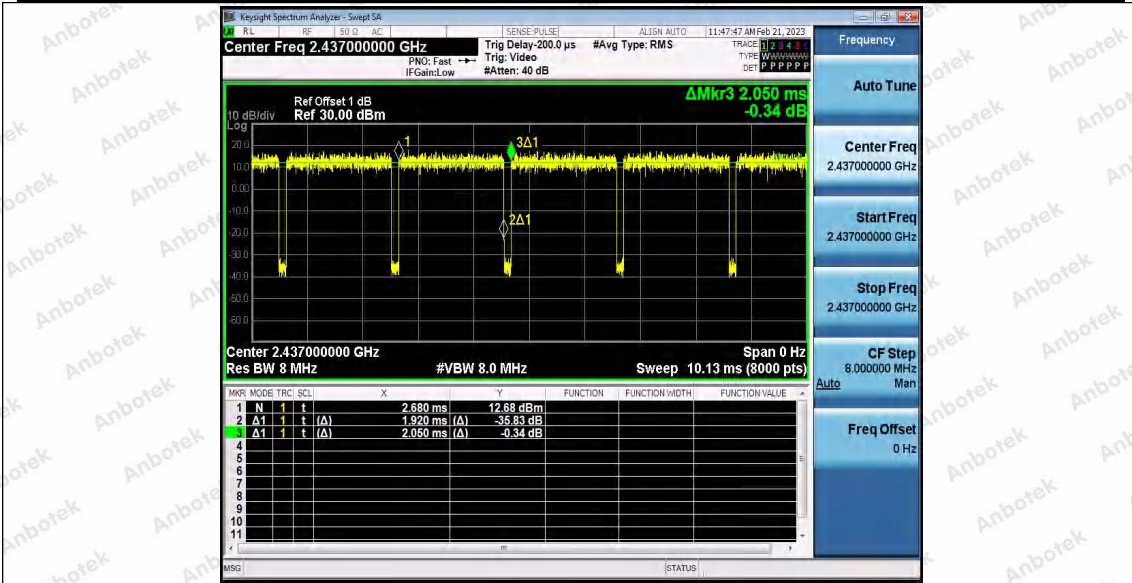 Keysight Spectrum Analyzer - Swept SA
RL RF 50 Ω AC SENSE:PULSE ALIGN AUTO 11:47:47 AM Feb 21, 2023
Center Freq 2.437000000 GHz
PNO: Fast
IFGain:Low
Trig Delay-200.0 µs
Trig: Video
#Atten: 40 dB
#Avg Type: RMS
TRACE 1 2 3 4 5 6
TYPE
DET P P P P P P
ΔMkr3 2.050 ms
-0.34 dB
Ref Offset 1 dB
10 dB/div Ref 30.00 dBm
Log
20.0
10.0
0.00
-10.0
-20.0
-30.0
-40.0
-50.0
-60.0
1
3Δ1
2Δ1
Center 2.437000000 GHz Span 0 Hz
Res BW 8 MHz #VBW 8.0 MHz Sweep 10.13 ms (8000 pts)
MKR MODE TRC SCL X Y FUNCTION FUNCTION WIDTH FUNCTION VALUE
1 N 1 t 2.680 ms 12.68 dBm
2 Δ1 1 t (Δ) 1.920 ms (Δ) -35.83 dB
3 Δ1 1 t (Δ) 2.050 ms (Δ) -0.34 dB
4
5
6
7
8
9
10
11
MSG STATUS
Frequency
Auto Tune
Center Freq
2.437000000 GHz
Start Freq
2.437000000 GHz
Stop Freq
2.437000000 GHz
CF Step
8.000000 MHz
Auto Man
Freq Offset
0 Hz
Anbotek